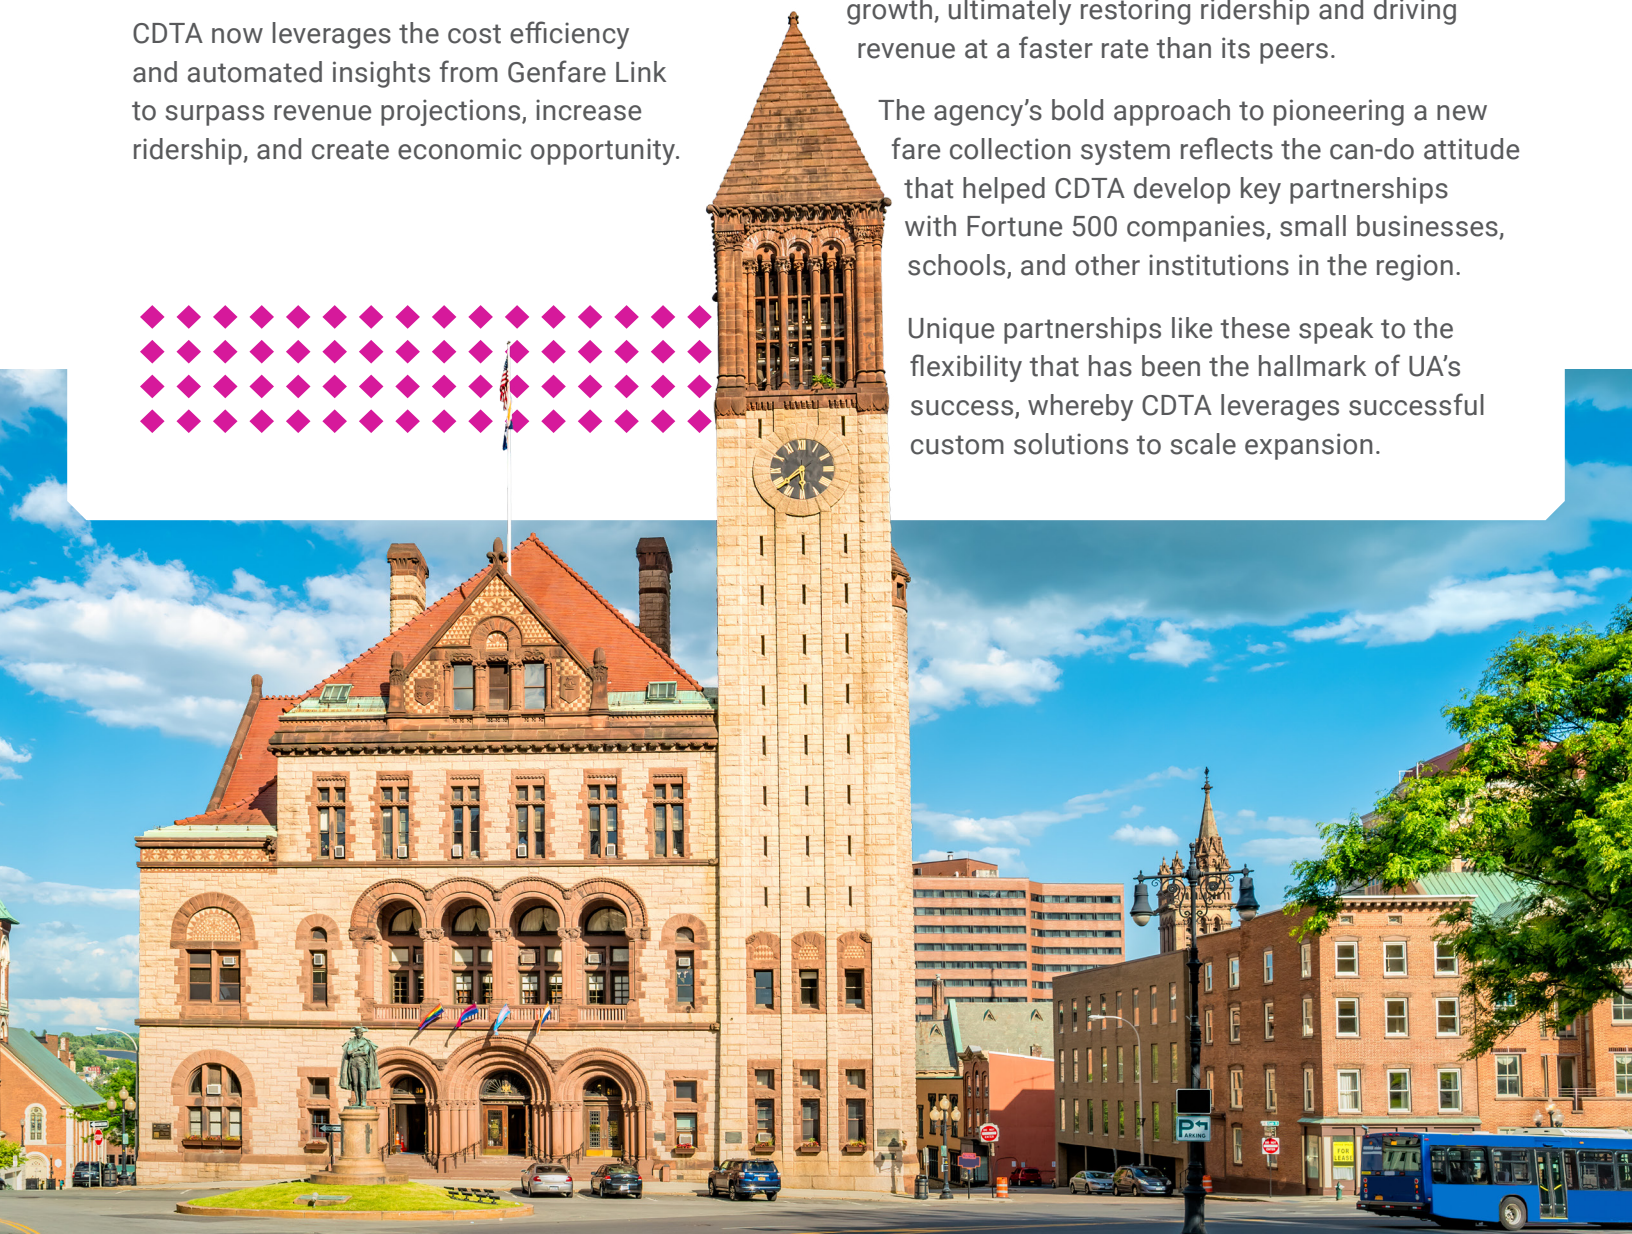 CDTA now leverages the cost efficiency
and automated insights from Genfare Link
to surpass revenue projections, increase
ridership, and create economic opportunity.
growth, ultimately restoring ridership and driving
revenue at a faster rate than its peers.
The agency’s bold approach to pioneering a new
fare collection system reflects the can-do attitude
that helped CDTA develop key partnerships
with Fortune 500 companies, small businesses,
schools, and other institutions in the region.
Unique partnerships like these speak to the
flexibility that has been the hallmark of UA’s
success, whereby CDTA leverages successful
custom solutions to scale expansion.
P
ARKING
FOR
LEASE